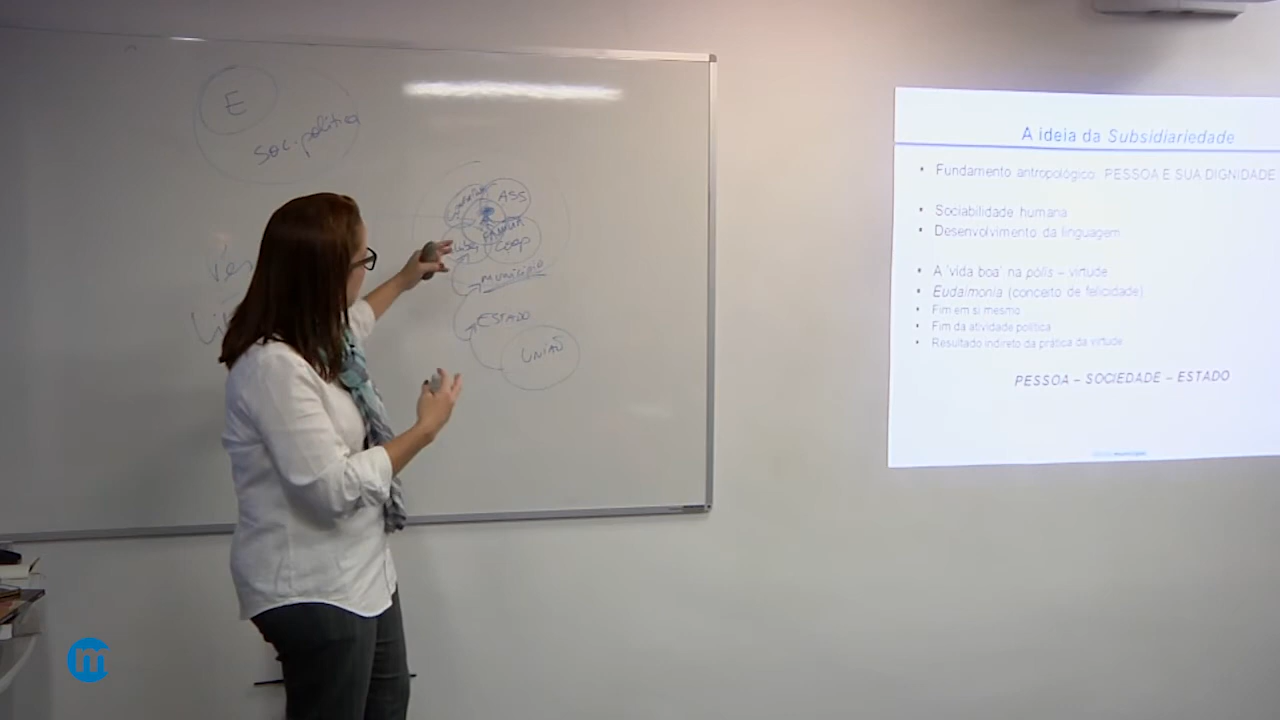 E
soc. política
ASS
FAMÍLIA
COOP
MUNICÍPIO
ESTADO
UNIÃO
A ideia da Subsidiariedade
• Fundamento antropológico: PESSOA E SUA DIGNIDADE
• Sociabilidade humana
• Desenvolvimento da linguagem
• A 'vida boa' na pólis – virtude
• Eudaimonia (conceito de felicidade)
• Fim em si mesmo
• Fim da atividade política
• Resultado indireto da prática da virtude
PESSOA – SOCIEDADE – ESTADO
m